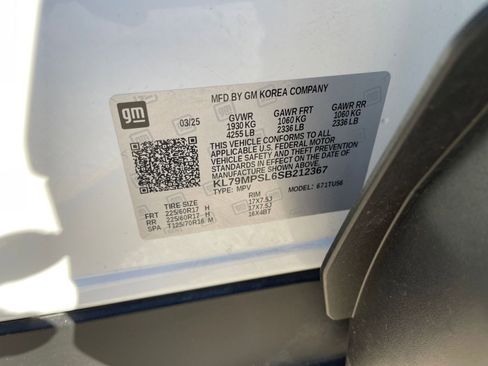 gm
MFD BY GM KOREA COMPANY
03/25 GVWR GAWR FRT GAWR RR
1930 KG 1060 KG 1060 KG
4255 LB 2336 LB 2336 LB
THIS VEHICLE CONFORMS TO ALL
APPLICABLE U.S. FEDERAL MOTOR
VEHICLE SAFETY AND THEFT PREVENTION
STANDARDS IN EFFECT ON THE DATE OF
MANUFACTURE SHOWN ABOVE.
KL79MPSL6SB212367
TYPE: MPV MODEL: 671TU56
TIRE SIZE RIM
FRT 225/60R17 H 17X7.5J
RR 225/60R17 H 17X7.5J
SPA T125/70R16 M 16X4BT